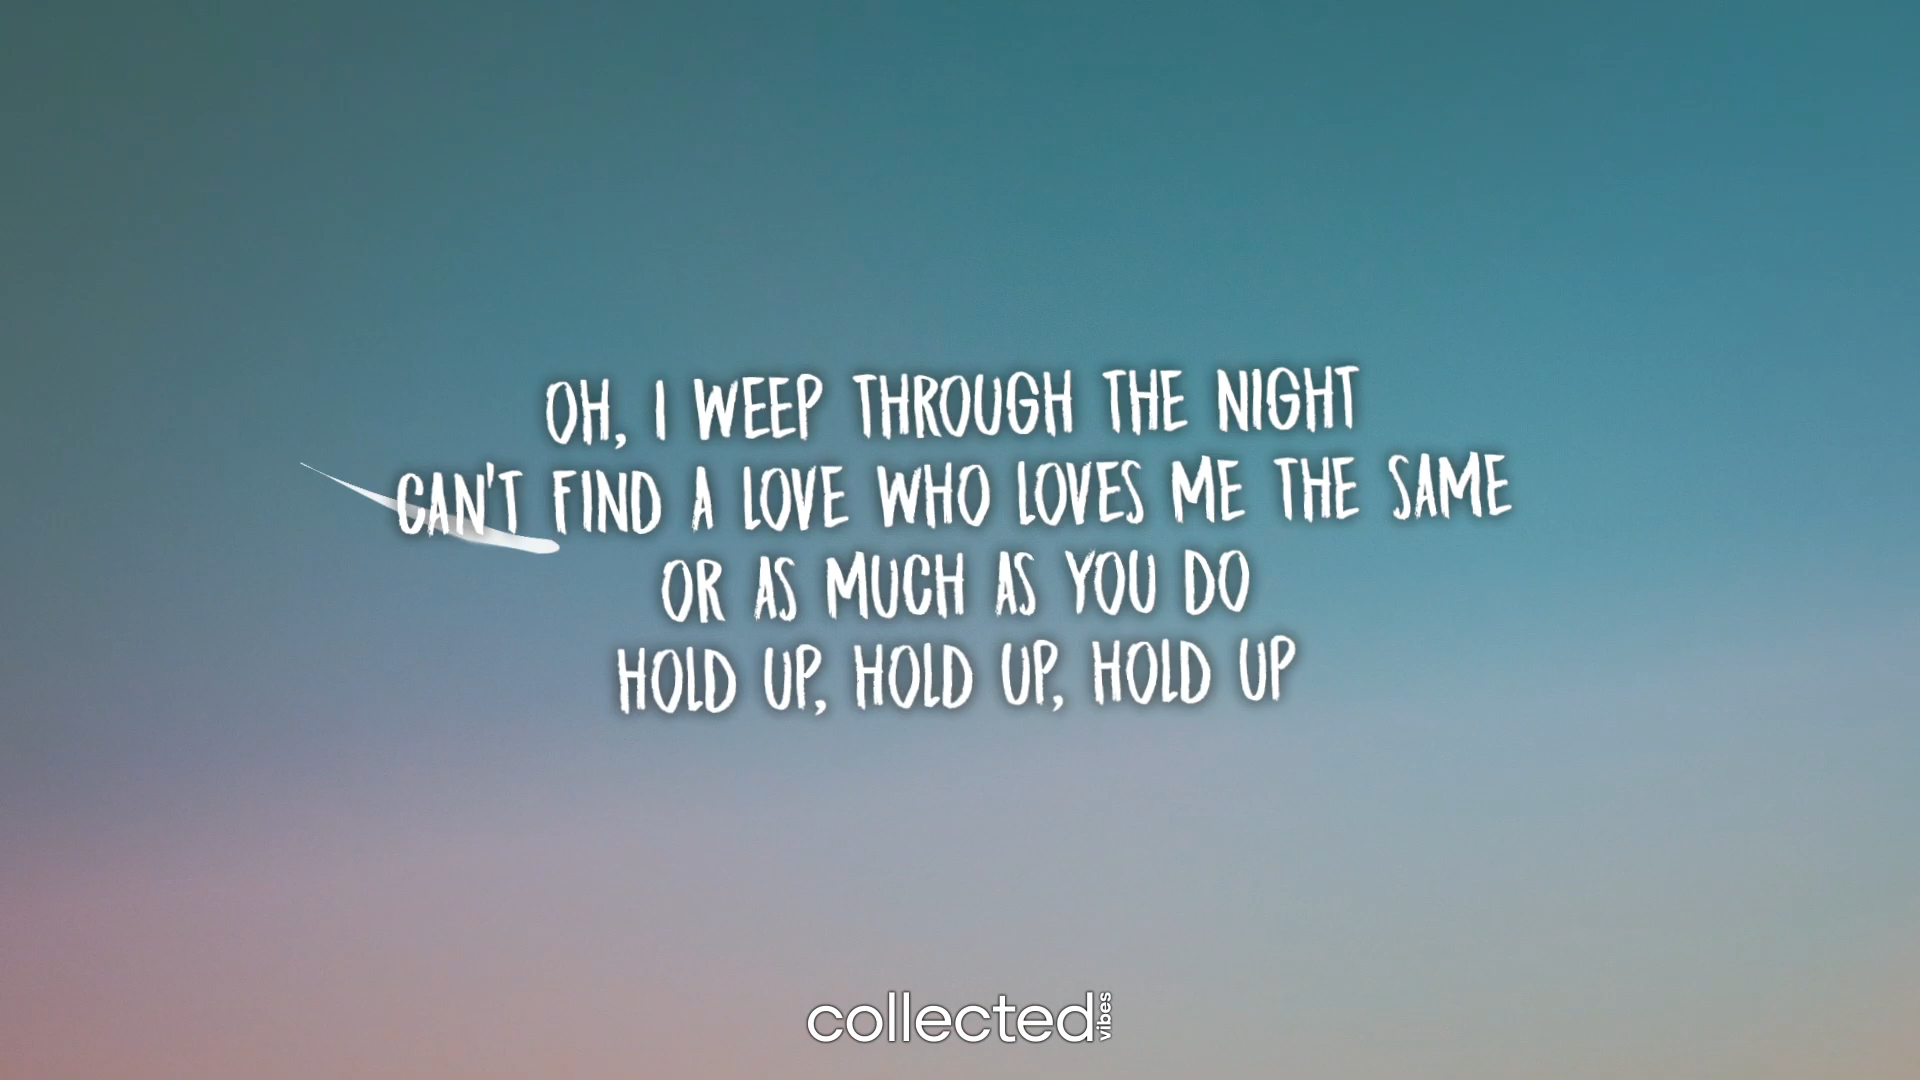 OH, I WEEP THROUGH THE NIGHT
CAN'T FIND A LOVE WHO LOVES ME THE SAME
OR AS MUCH AS YOU DO
HOLD UP, HOLD UP, HOLD UP
collected vibes